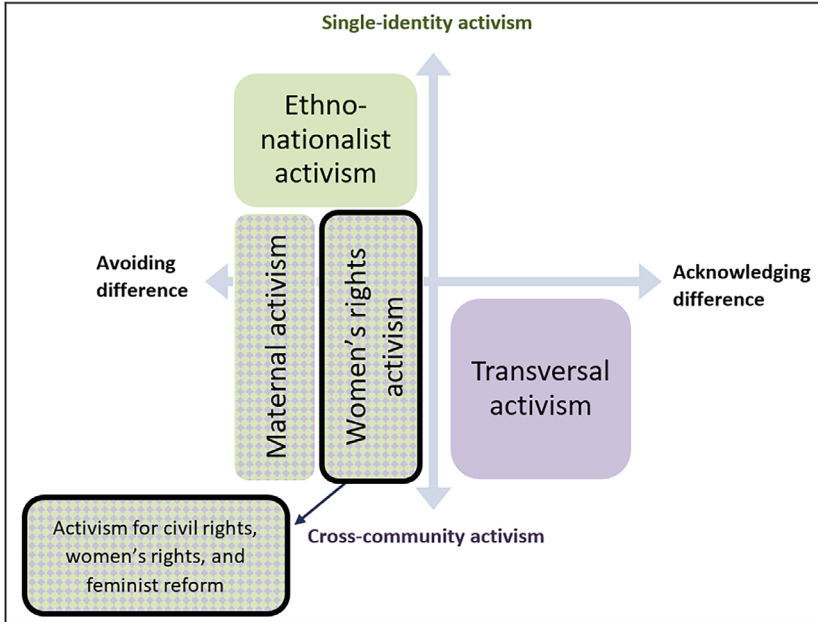 Single-identity activism
Ethno-
nationalist
activism
Avoiding
difference
Maternal activism
Women's rights
activism
Acknowledging
difference
Transversal
activism
Cross-community activism
Activism for civil rights,
women's rights, and
feminist reform